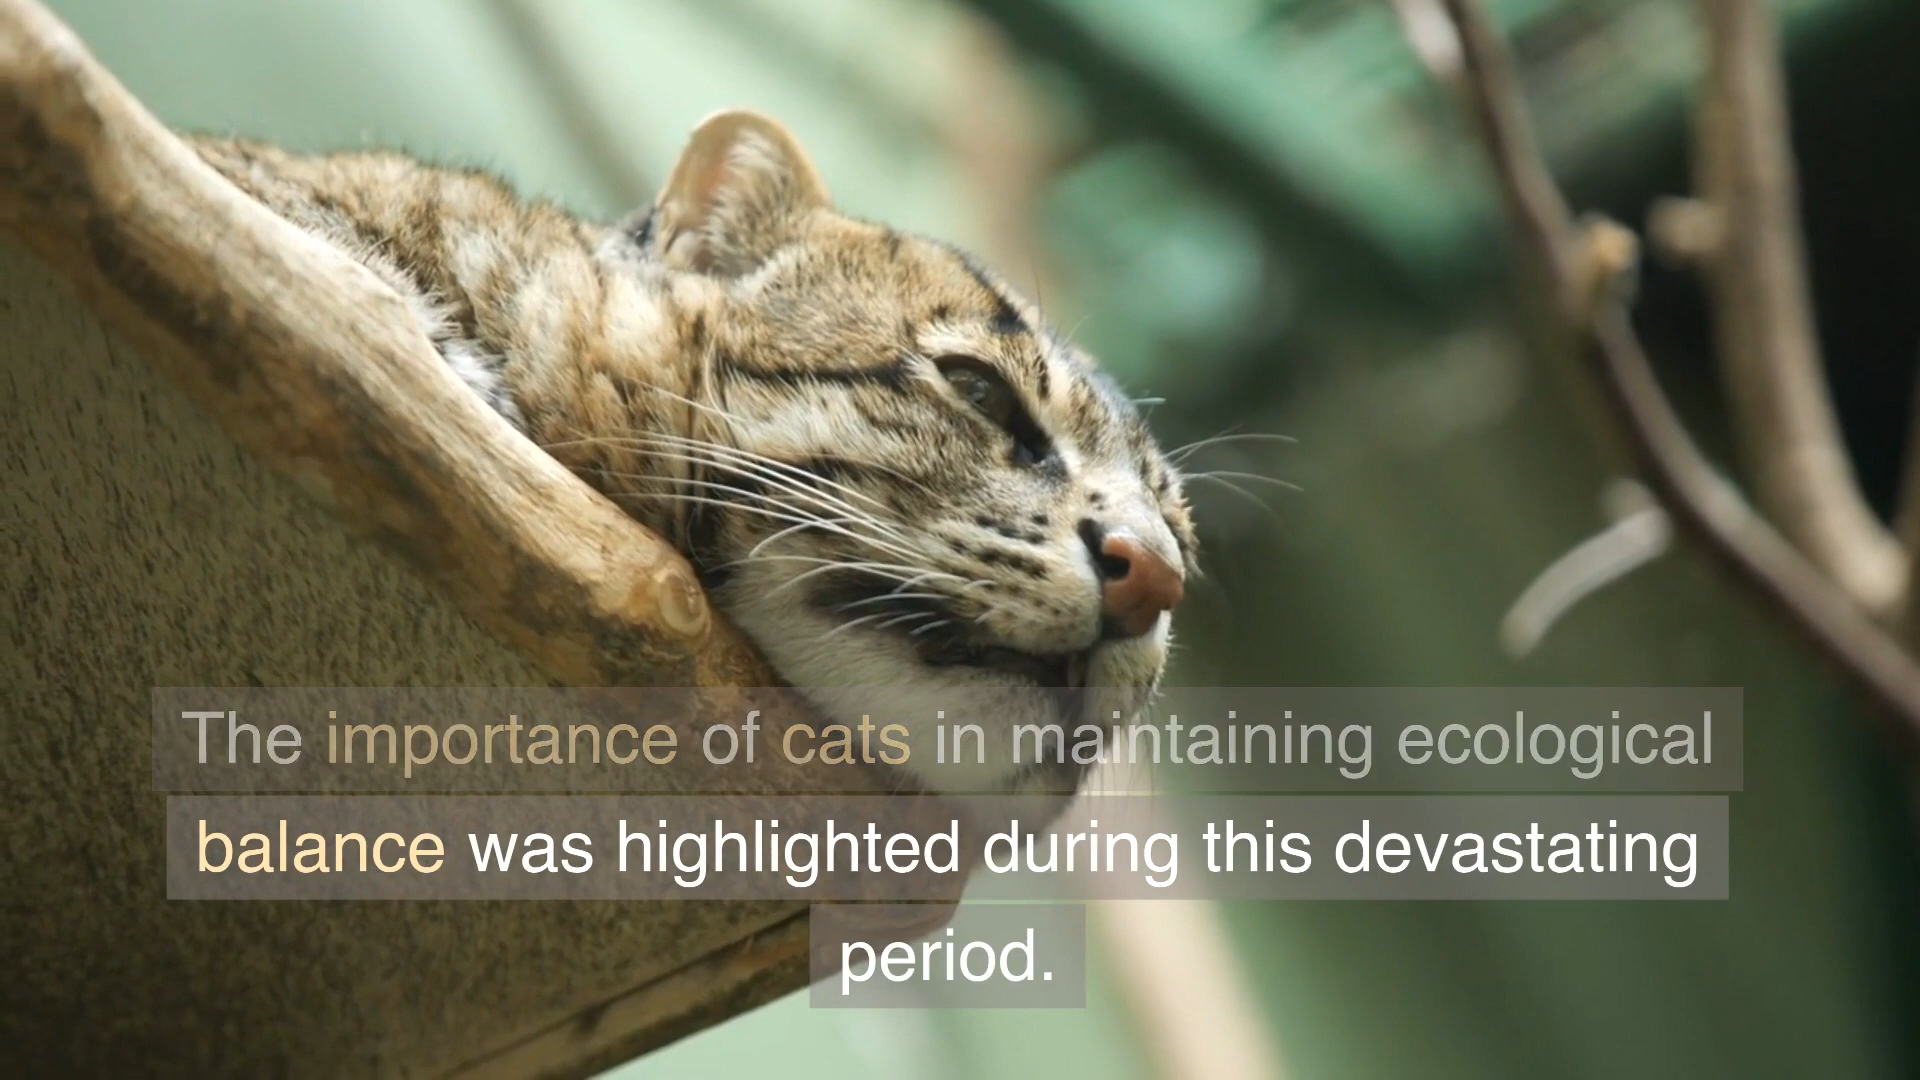 The importance of cats in maintaining ecological
balance was highlighted during this devastating
period.